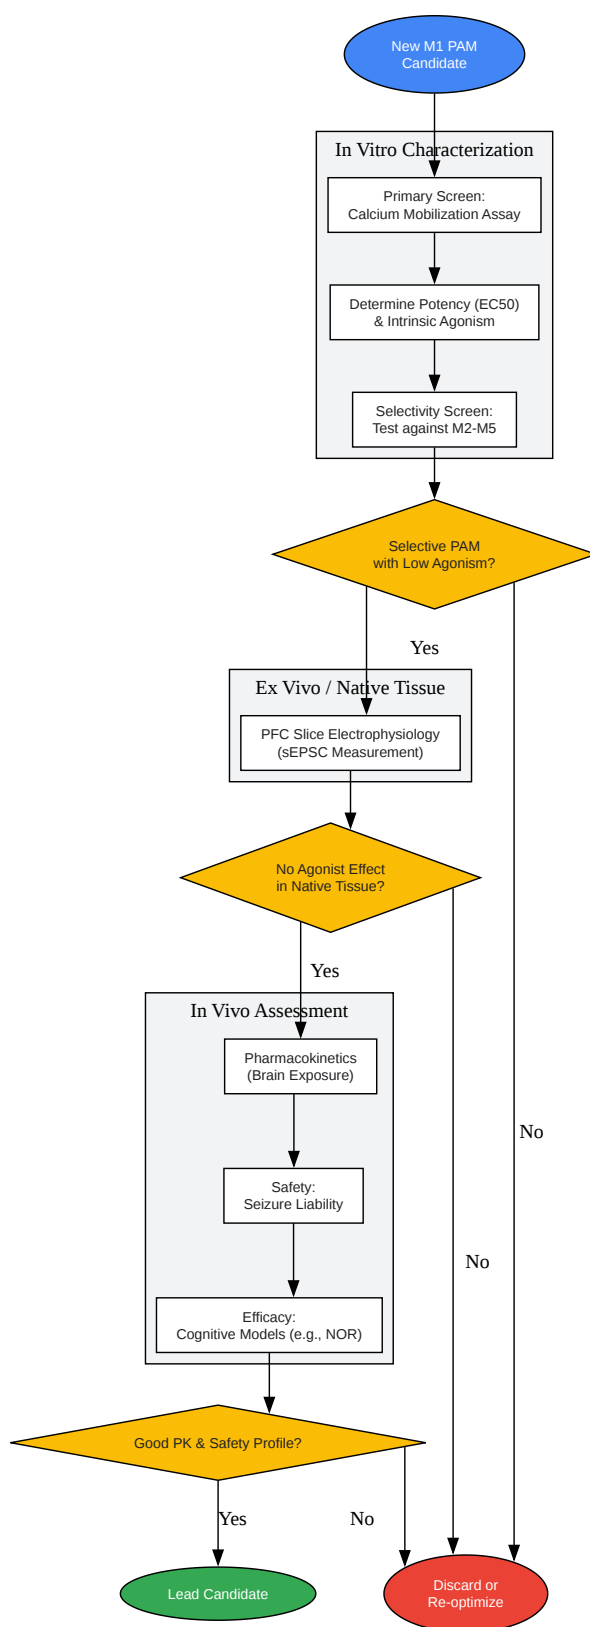 New M1 PAM
Candidate
In Vitro Characterization
Primary Screen:
Calcium Mobilization Assay
Determine Potency (EC50)
& Intrinsic Agonism
Selectivity Screen:
Test against M2-M5
Selective PAM
with Low Agonism?
Yes
Ex Vivo / Native Tissue
PFC Slice Electrophysiology
(sEPSC Measurement)
No Agonist Effect
in Native Tissue?
Yes
In Vivo Assessment
Pharmacokinetics
(Brain Exposure)
No
Safety:
Seizure Liability
No
Efficacy:
Cognitive Models (e.g., NOR)
Good PK & Safety Profile?
Yes
No
Lead Candidate
Discard or
Re-optimize